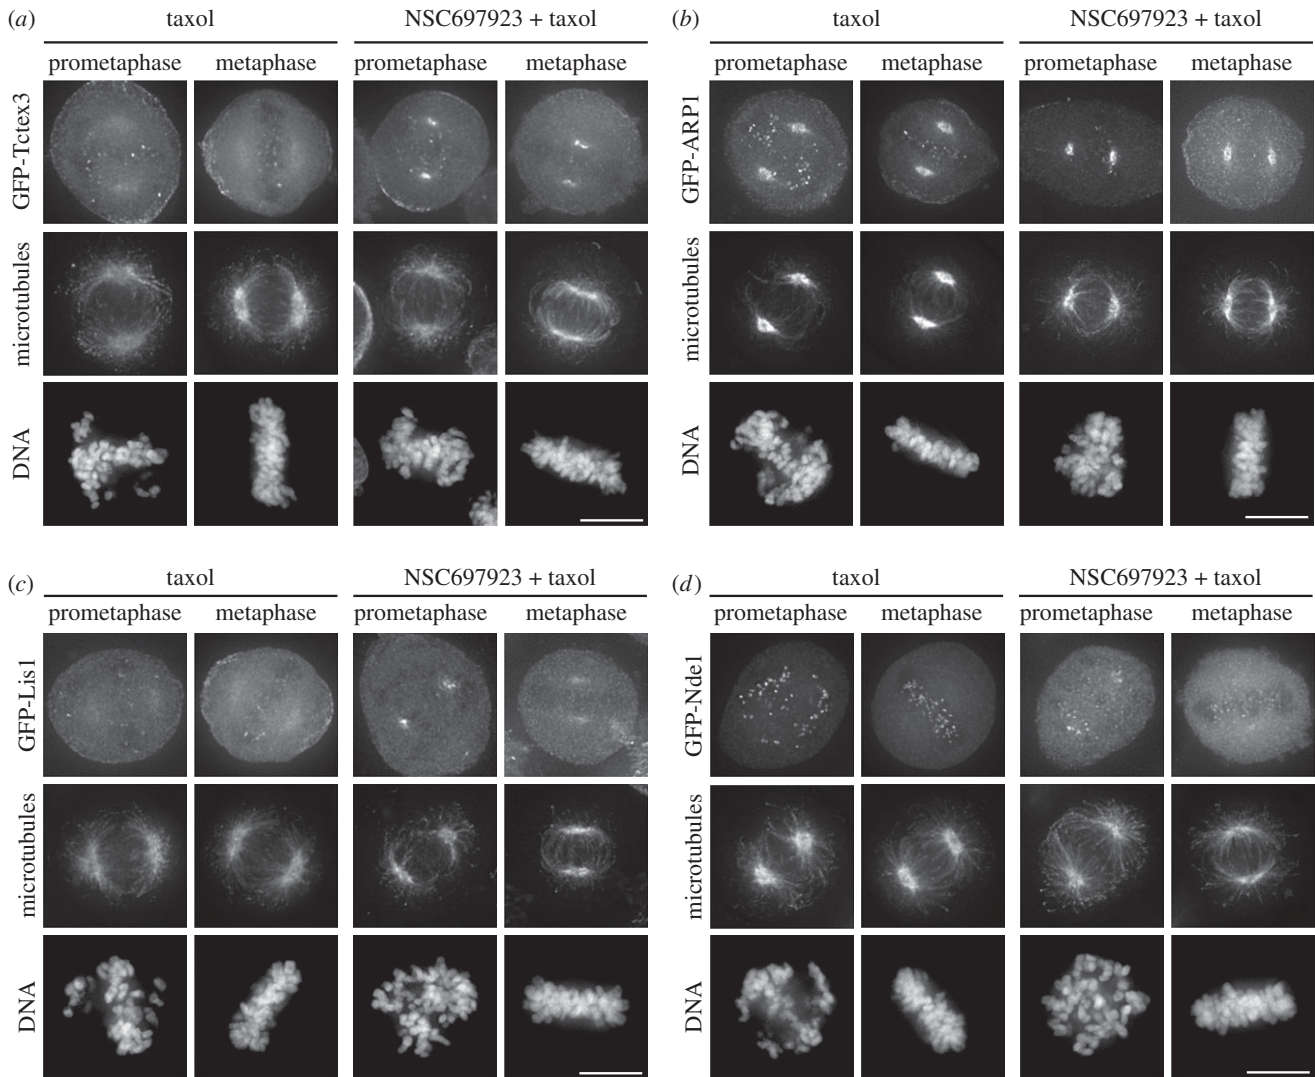 (a) taxol NSC697923 + taxol
prometaphase metaphase prometaphase metaphase
GFP-Tctex3
microtubules
DNA
(b) taxol NSC697923 + taxol
prometaphase metaphase prometaphase metaphase
GFP-ARP1
microtubules
DNA
(c) taxol NSC697923 + taxol
prometaphase metaphase prometaphase metaphase
GFP-Lis1
microtubules
DNA
(d) taxol NSC697923 + taxol
prometaphase metaphase prometaphase metaphase
GFP-Nde1
microtubules
DNA